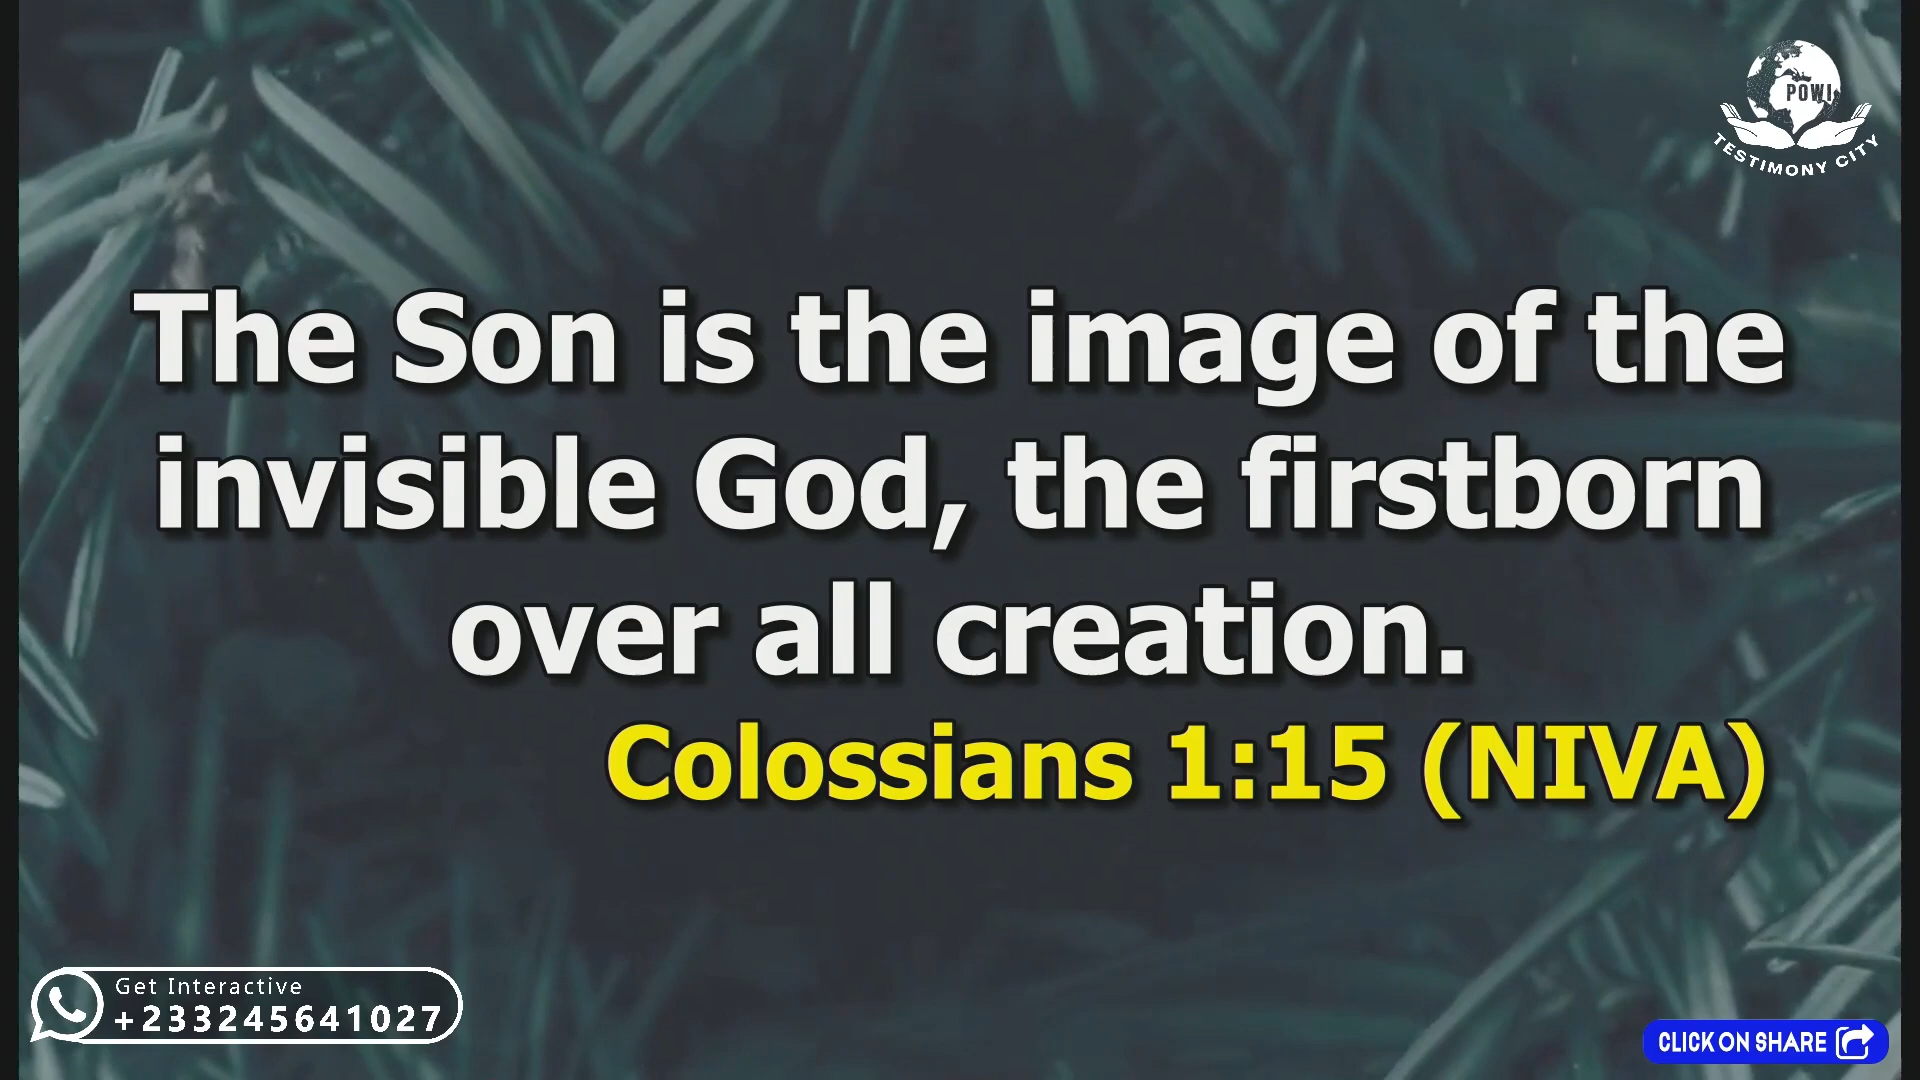 POWI
TESTIMONY CITY
The Son is the image of the
invisible God, the firstborn
over all creation.
Colossians 1:15 (NIVA)
Get Interactive
+233245641027
CLICK ON SHARE